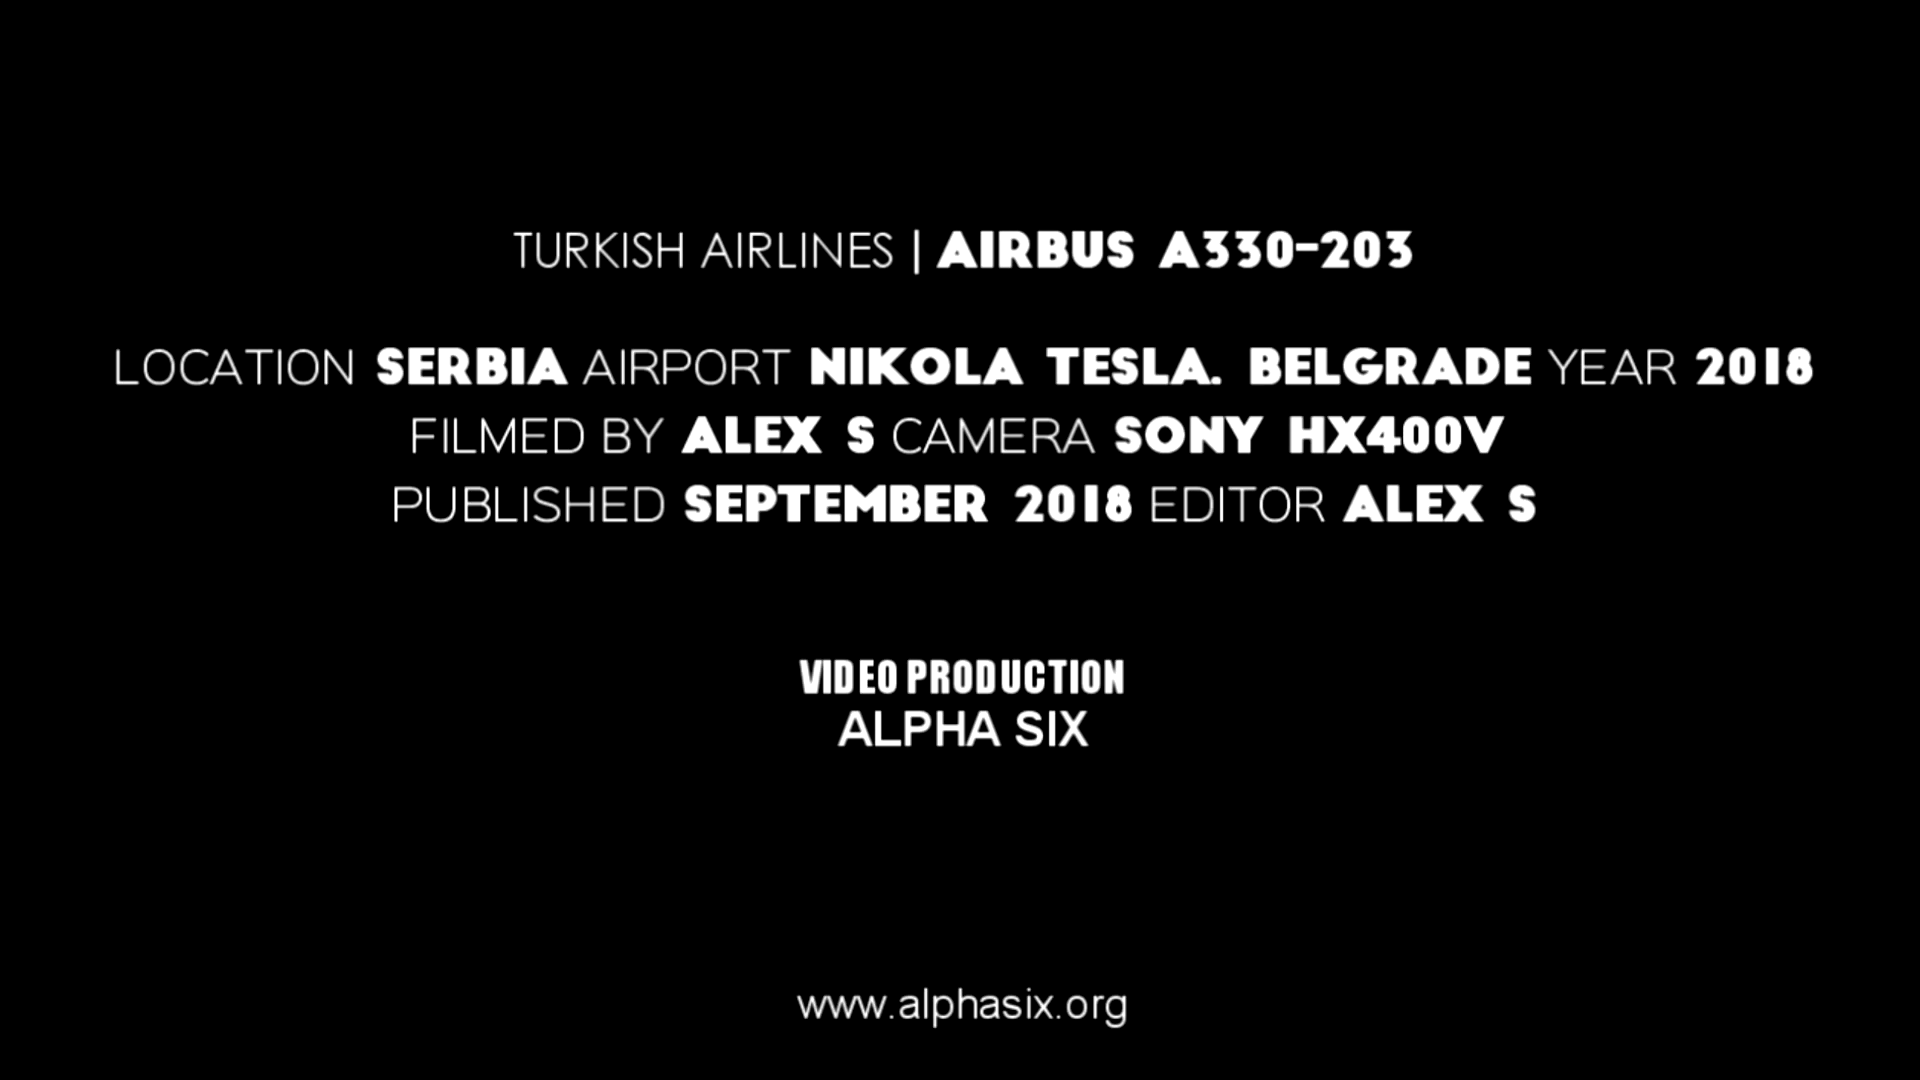 TURKISH AIRLINES | AIRBUS A330-203
LOCATION SERBIA AIRPORT NIKOLA TESLA. BELGRADE YEAR 2018
FILMED BY ALEX S CAMERA SONY HX400V
PUBLISHED SEPTEMBER 2018 EDITOR ALEX S
VIDEO PRODUCTION
ALPHA SIX
www.alphasix.org